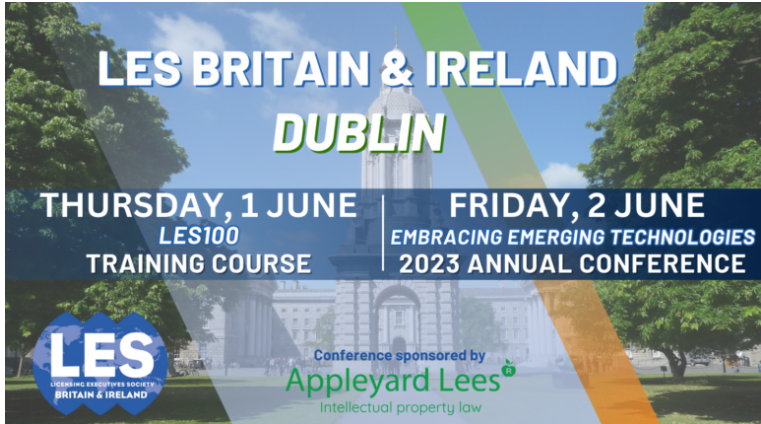 LES BRITAIN & IRELAND
DUBLIN
THURSDAY, 1 JUNE
LES100
TRAINING COURSE
FRIDAY, 2 JUNE
EMBRACING EMERGING TECHNOLOGIES
2023 ANNUAL CONFERENCE
LES
LICENSING EXECUTIVES SOCIETY
BRITAIN & IRELAND
Conference sponsored by
Appleyard Lees®
Intellectual property law